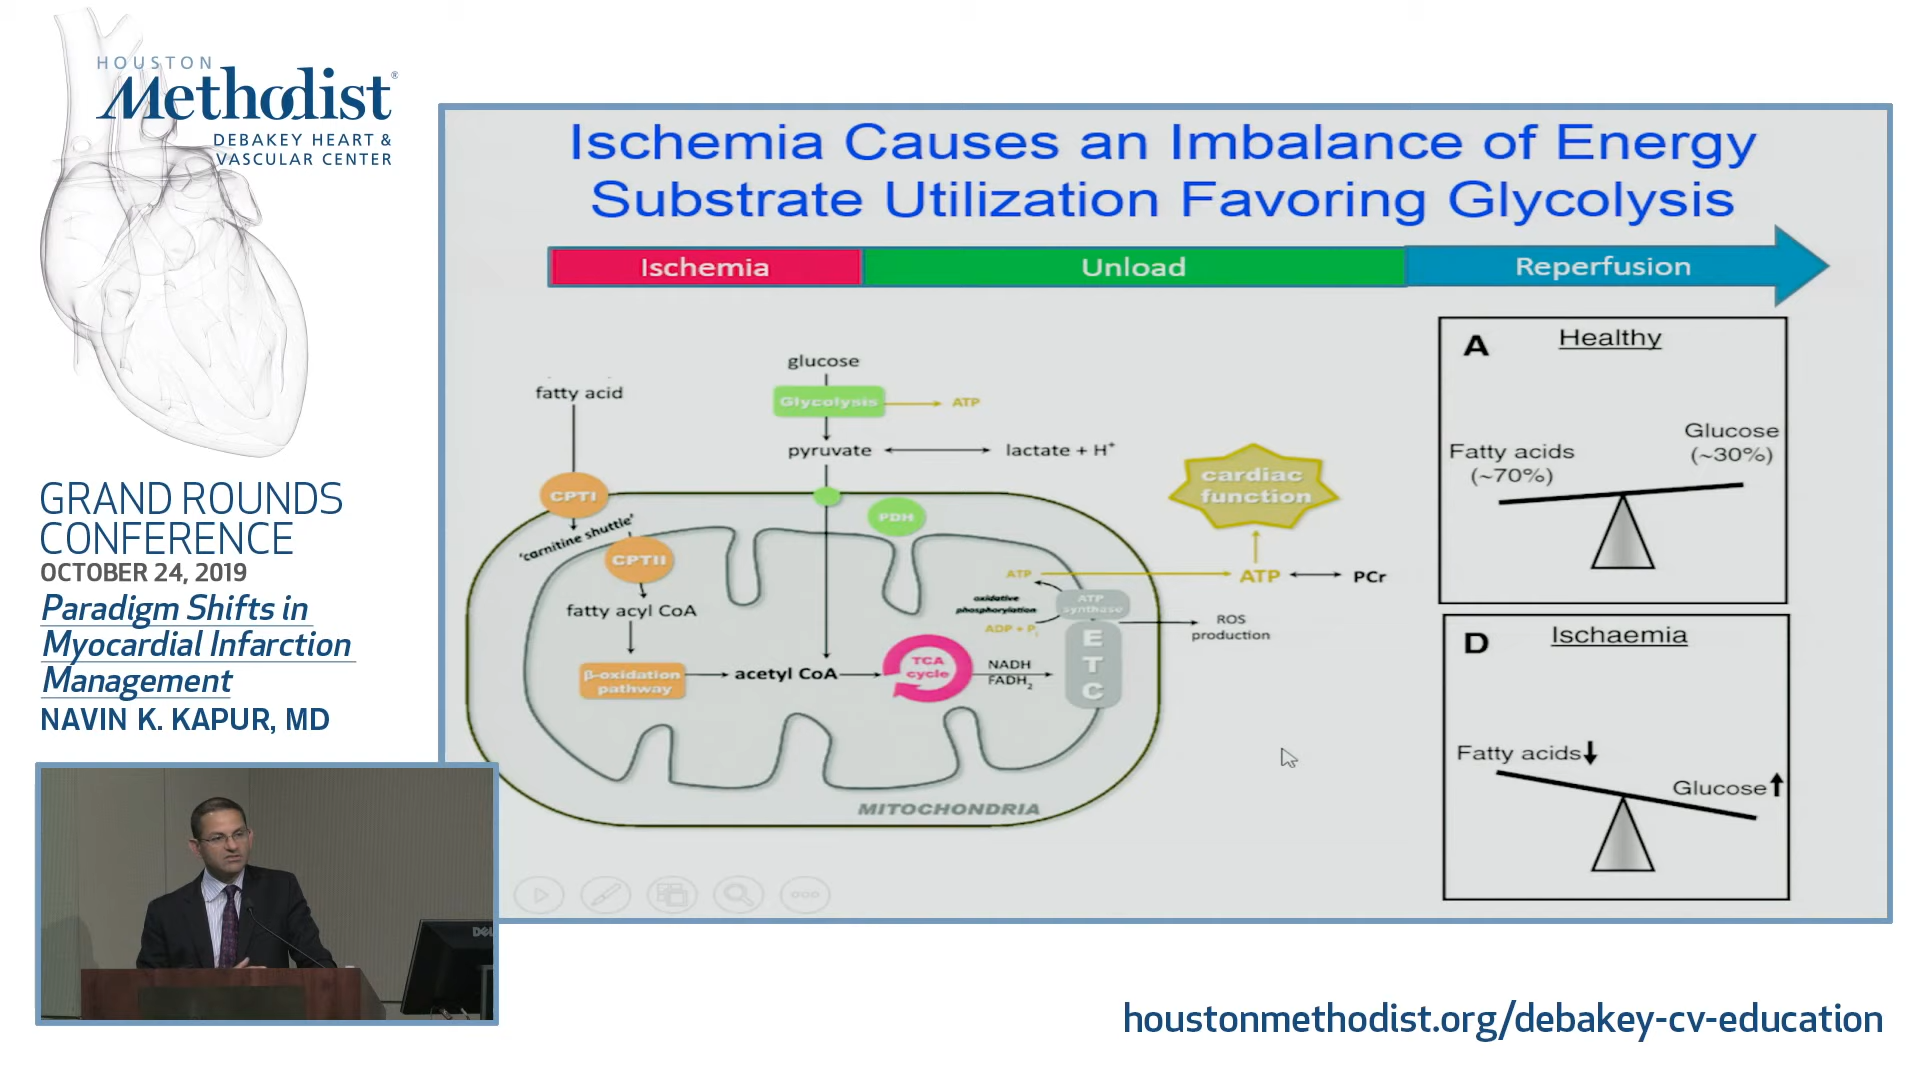 HOUSTON
Methodist®
DEBAKEY HEART &
VASCULAR CENTER
GRAND ROUNDS
CONFERENCE
OCTOBER 24, 2019
Paradigm Shifts in
Myocardial Infarction
Management
NAVIN K. KAPUR, MD
Ischemia Causes an Imbalance of Energy
Substrate Utilization Favoring Glycolysis
Ischemia
Unload
Reperfusion
glucose
fatty acid
Glycolysis
ATP
pyruvate
lactate + H⁺
CPTI
'carnitine shuttle'
CPTII
PDH
cardiac
function
fatty acyl CoA
ATP
ATP
PCr
oxidative
phosphorylation
ADP + Pᵢ
ATP
synthase
ROS
production
β-oxidation
pathway
acetyl CoA
TCA
cycle
NADH
FADH₂
E
T
C
MITOCHONDRIA
A
Healthy
Glucose
(~30%)
Fatty acids
(~70%)
D
Ischaemia
Fatty acids↓
Glucose↑
DELL
houstonmethodist.org/debakey-cv-education